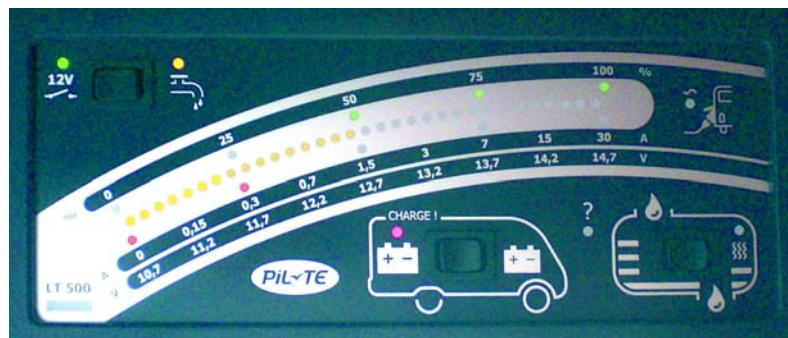 12V
0 25 50 75 100 %
0 0,15 0,3 0,7 1,5 3 7 15 30 A
10,7 11,2 11,7 12,2 12,7 13,2 13,7 14,2 14,7 V
A
V
LT 500
PiLOTE
CHARGE !
+ -
+ -
?